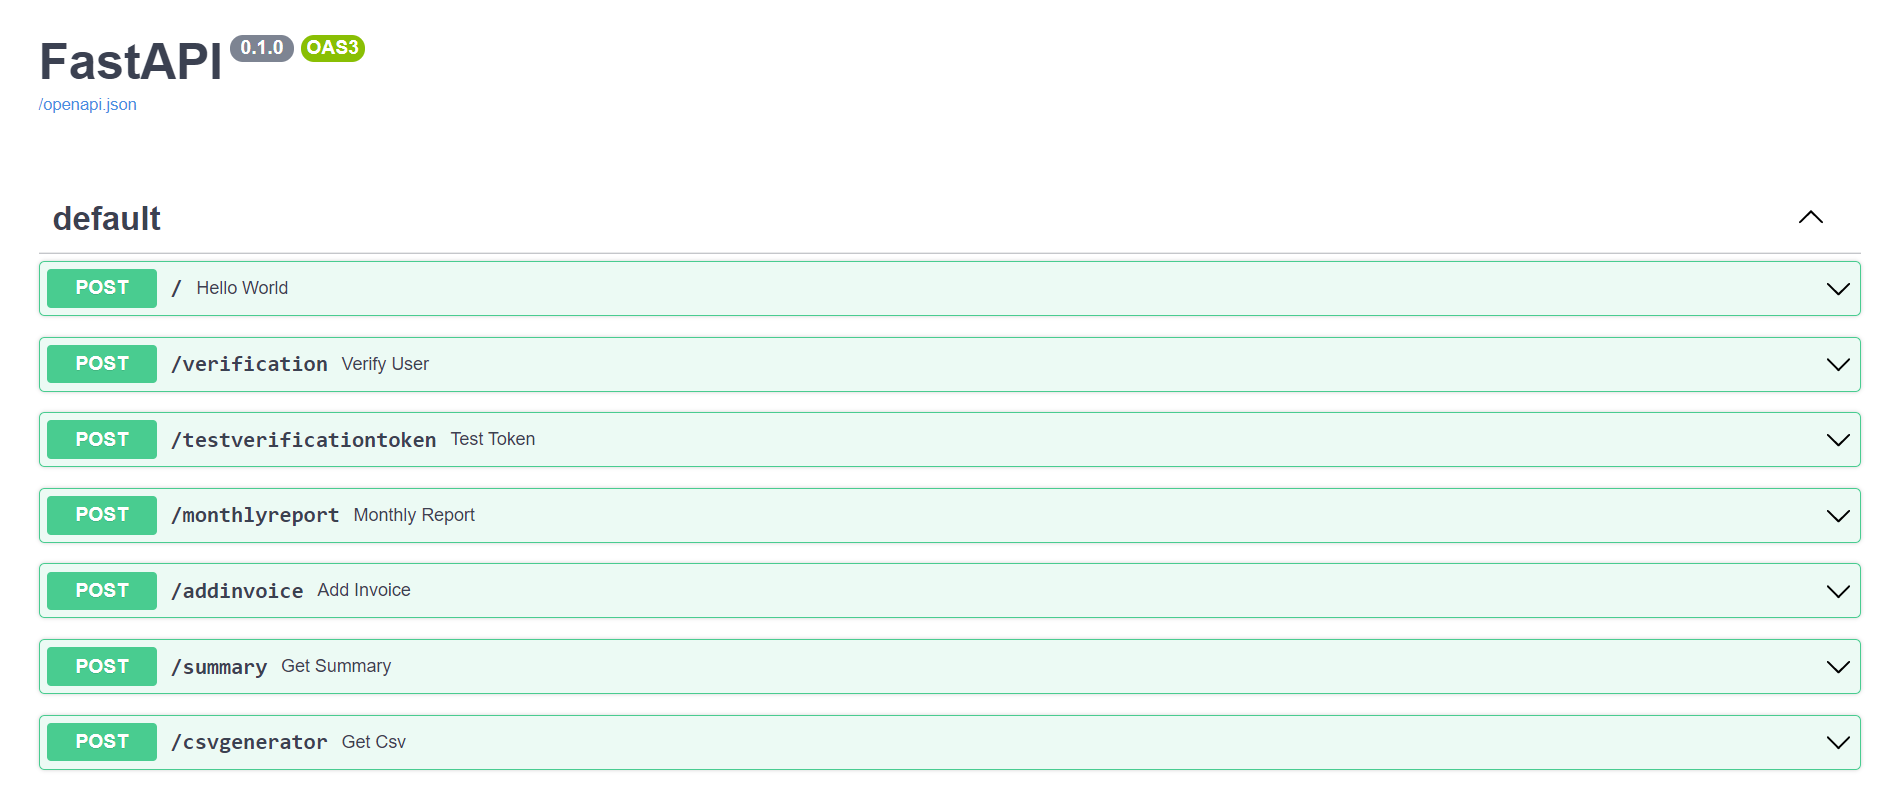 FastAPI 0.1.0 OAS3
/openapi.json
default
POST / Hello World
POST /verification Verify User
POST /testverificationtoken Test Token
POST /monthlyreport Monthly Report
POST /addinvoice Add Invoice
POST /summary Get Summary
POST /csvgenerator Get Csv